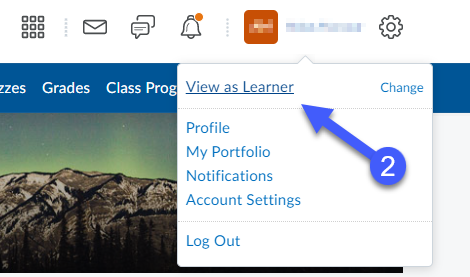 zzes Grades Class Prog
View as Learner Change
Profile
My Portfolio
Notifications
Account Settings
Log Out
2